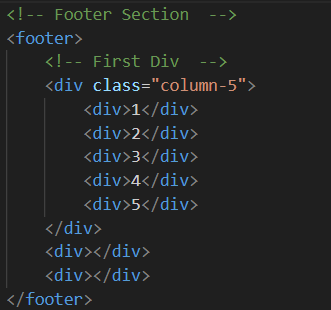 <!-- Footer Section  -->
<footer>
    <!-- First Div  -->
    <div class="column-5">
        <div>1</div>
        <div>2</div>
        <div>3</div>
        <div>4</div>
        <div>5</div>
    </div>
    <div></div>
    <div></div>
</footer>